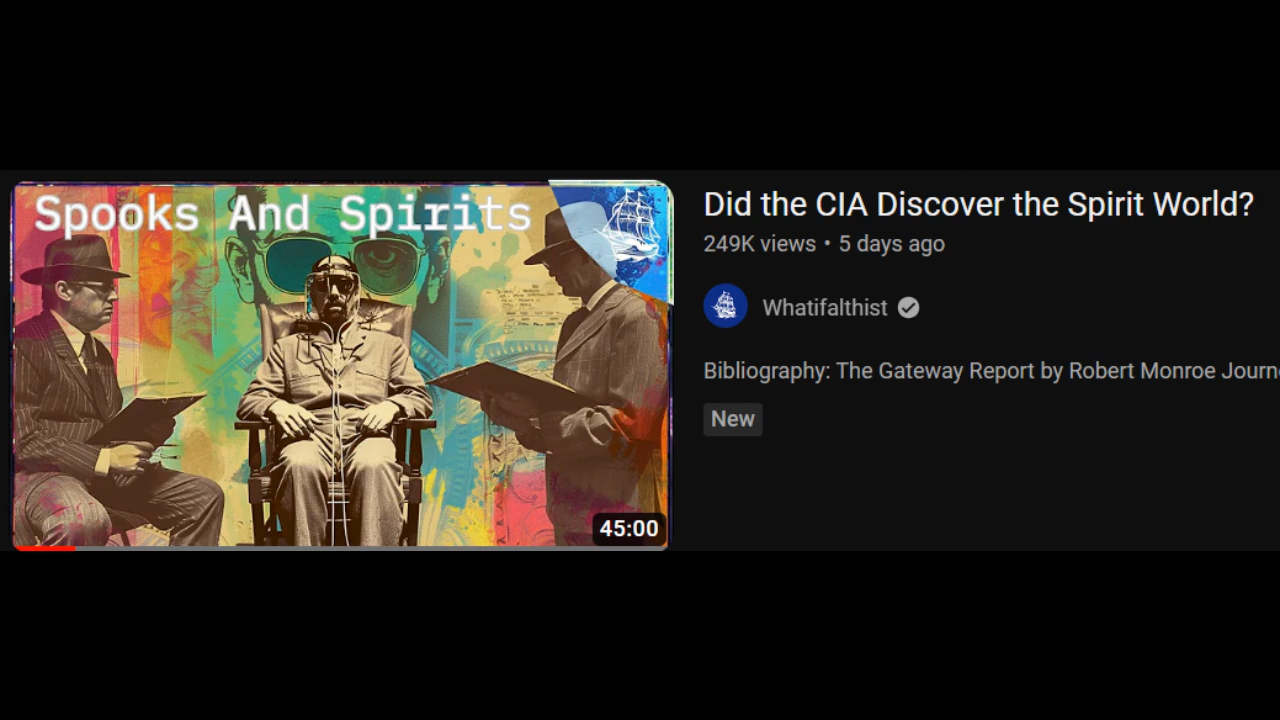 Spooks And Spirits
45:00
Did the CIA Discover the Spirit World?
249K views • 5 days ago
Whatifalthist
Bibliography: The Gateway Report by Robert Monroe Journe
New